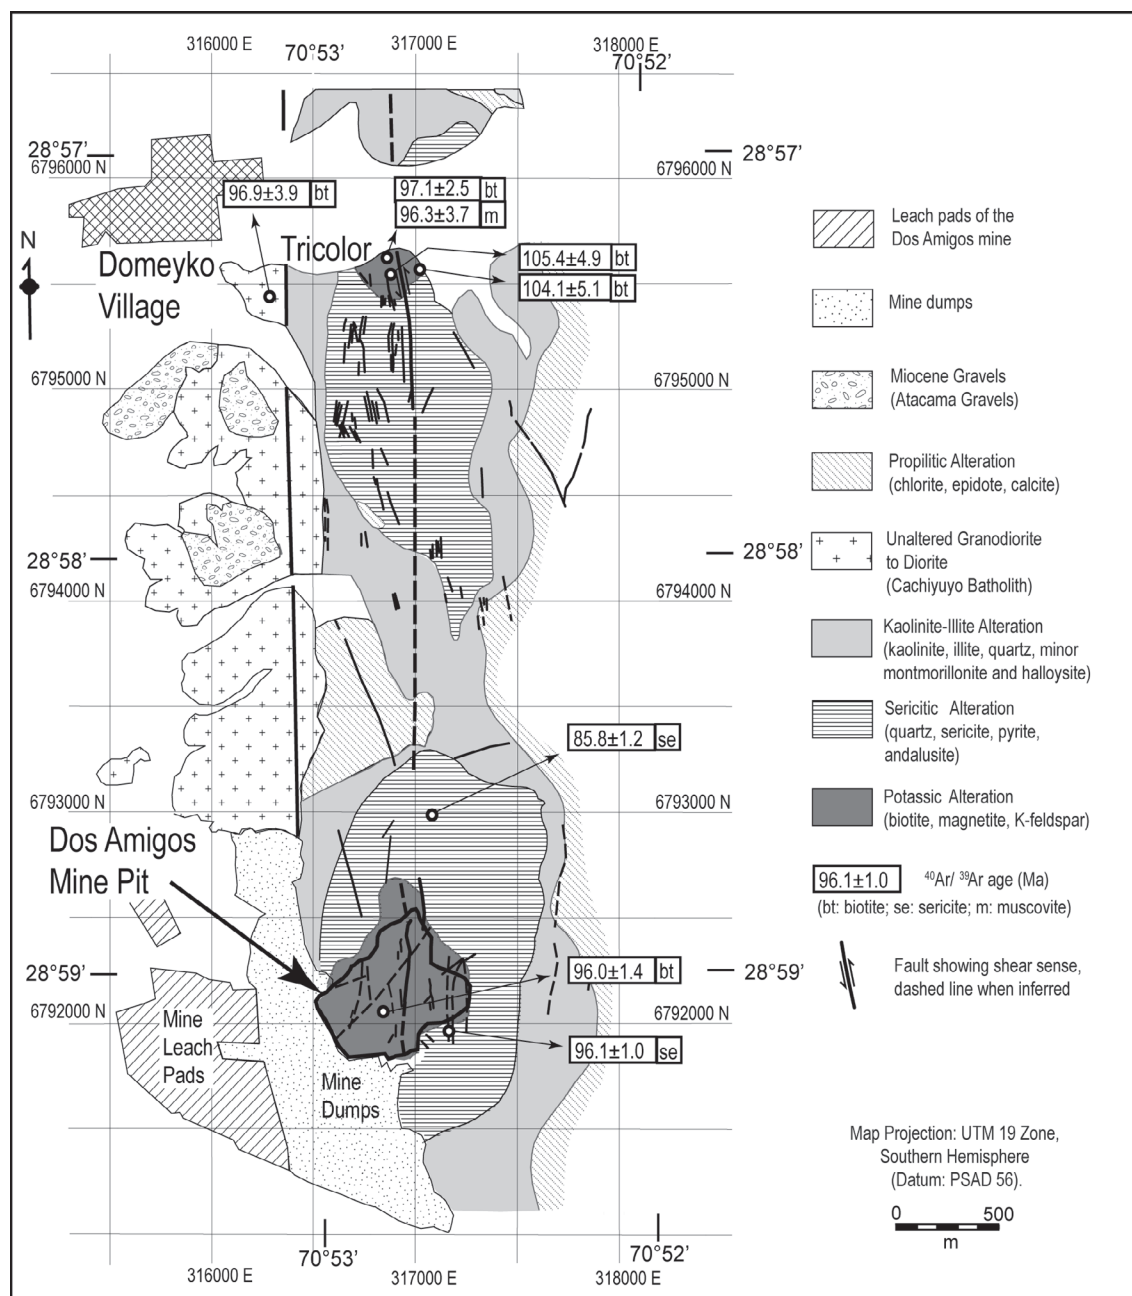 316000 E
317000 E
318000 E
70°53’
70°52’
28°57’
6796000 N
6796000 N
28°57’
96.9±3.9 bt
97.1±2.5 bt
96.3±3.7 m
N
Domeyko
Village
Tricolor
105.4±4.9 bt
104.1±5.1 bt
6795000 N
6795000 N
28°58’
28°58’
6794000 N
6794000 N
85.8±1.2 se
6793000 N
6793000 N
Dos Amigos
Mine Pit
28°59’
96.0±1.4 bt
28°59’
6792000 N
6792000 N
Mine
Leach
Pads
96.1±1.0 se
Mine
Dumps
70°53’
70°52’
316000 E
317000 E
318000 E
Leach pads of the
Dos Amigos mine
Mine dumps
Miocene Gravels
(Atacama Gravels)
Propilitic Alteration
(chlorite, epidote, calcite)
Unaltered Granodiorite
to Diorite
(Cachiyuyo Batholith)
Kaolinite-Illite Alteration
(kaolinite, illite, quartz, minor
montmorillonite and halloysite)
Sericitic Alteration
(quartz, sericite, pyrite,
andalusite)
Potassic Alteration
(biotite, magnetite, K-feldspar)
96.1±1.0 ⁴⁰Ar/ ³⁹Ar age (Ma)
(bt: biotite; se: sericite; m: muscovite)
Fault showing shear sense,
dashed line when inferred
Map Projection: UTM 19 Zone,
Southern Hemisphere
(Datum: PSAD 56).
0 500
m